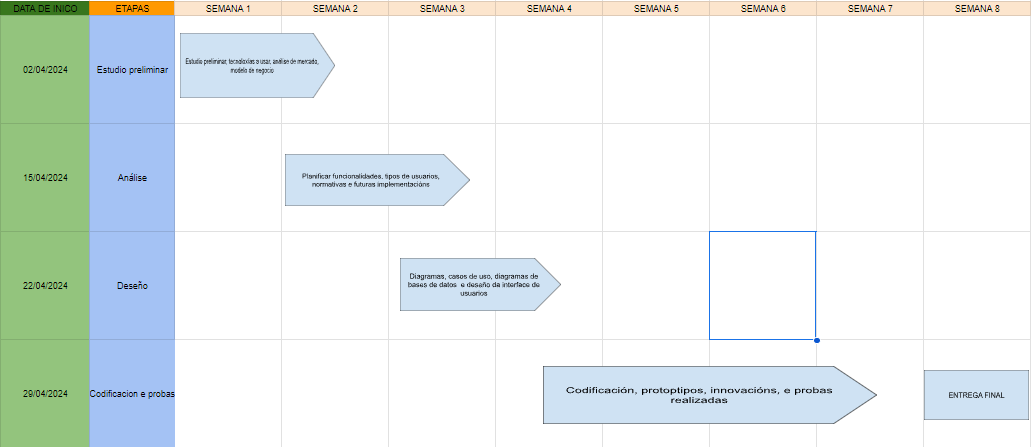 DATA DE INICO ETAPAS SEMANA 1 SEMANA 2 SEMANA 3 SEMANA 4 SEMANA 5 SEMANA 6 SEMANA 7 SEMANA 8
02/04/2024
Estudio preliminar
Estudio preliminar, tecnoloxías a usar, análise de mercado,
modelo de negocio
15/04/2024
Análise
Planificar funcionalidades, tipos de usuarios,
normativas e futuras implementacións
22/04/2024
Deseño
Diagramas, casos de uso, diagramas de
bases de datos e deseño da interface de
usuarios
29/04/2024
Codificacion e probas
Codificación, protoptipos, innovacións, e probas
realizadas
ENTREGA FINAL